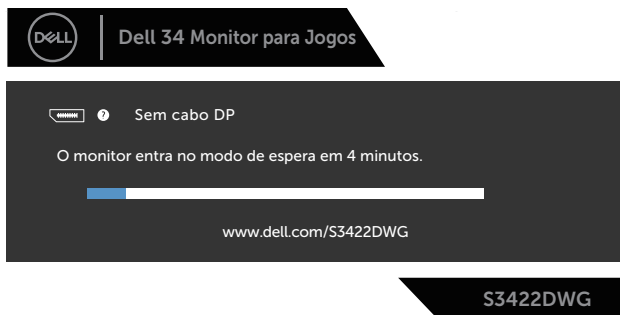 DELL
Dell 34 Monitor para Jogos
? Sem cabo DP
O monitor entra no modo de espera em 4 minutos.
www.dell.com/S3422DWG
S3422DWG